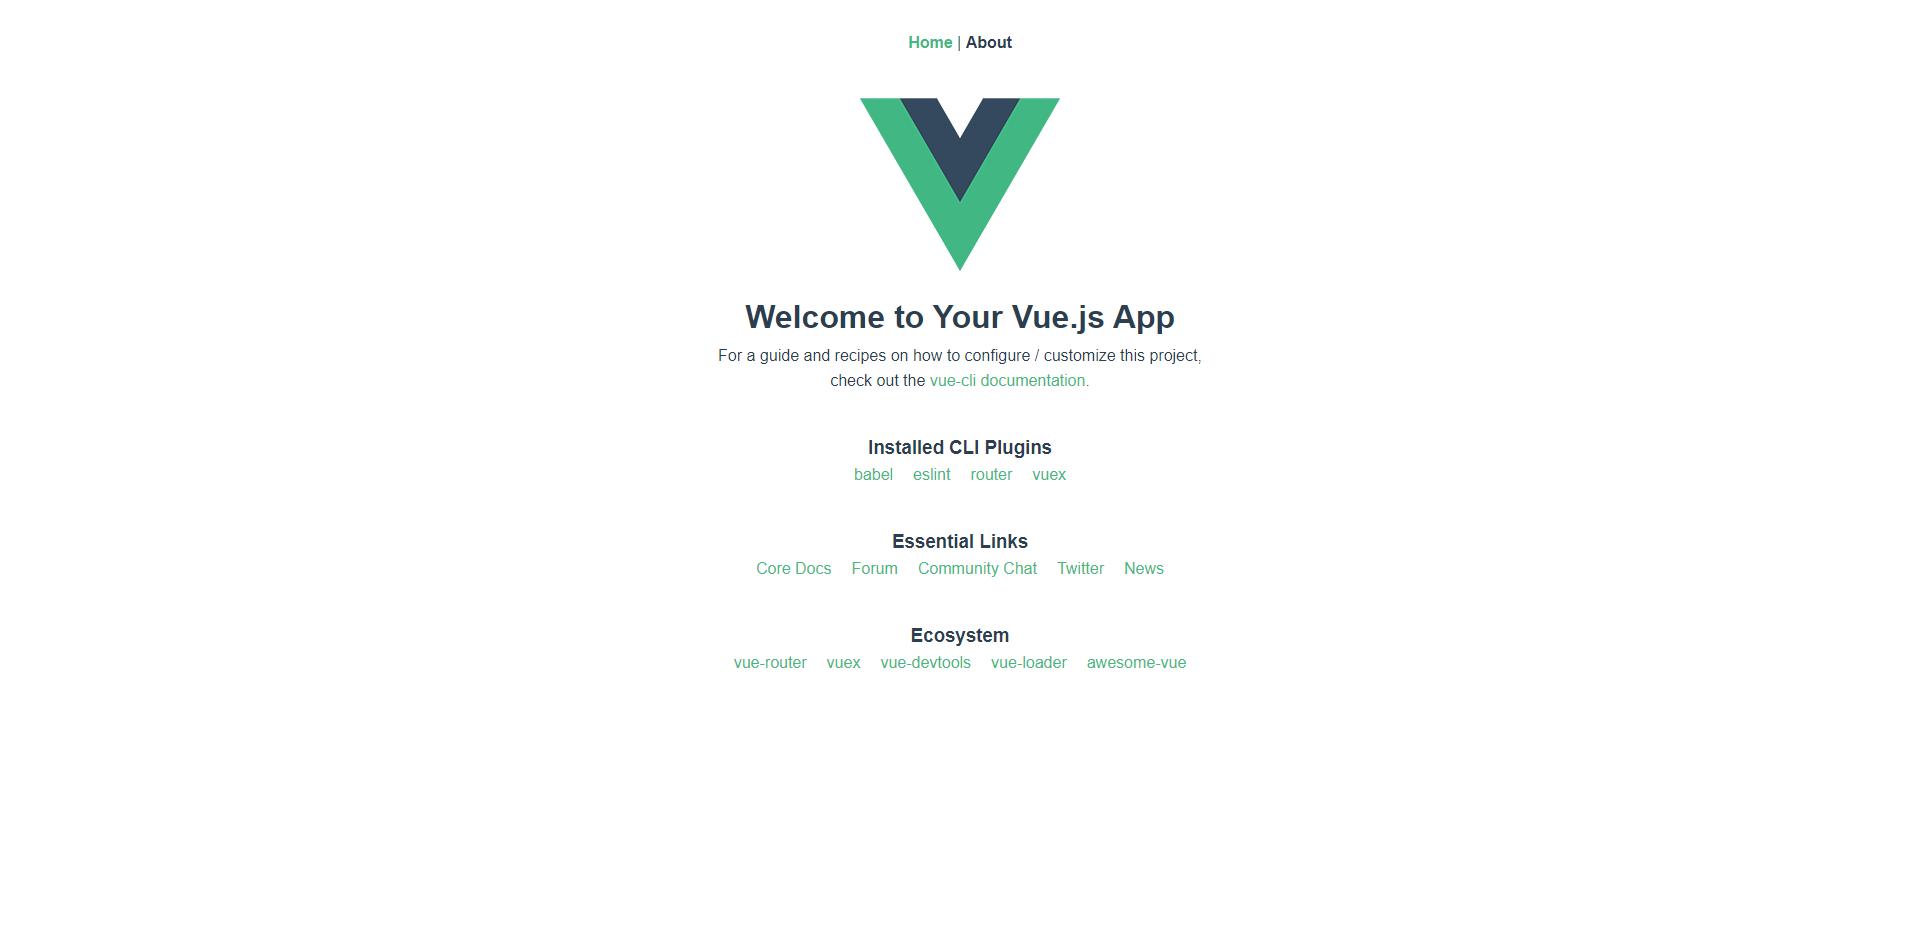 Home | About
Welcome to Your Vue.js App
For a guide and recipes on how to configure / customize this project,
check out the vue-cli documentation.
Installed CLI Plugins
babel eslint router vuex
Essential Links
Core Docs Forum Community Chat Twitter News
Ecosystem
vue-router vuex vue-devtools vue-loader awesome-vue